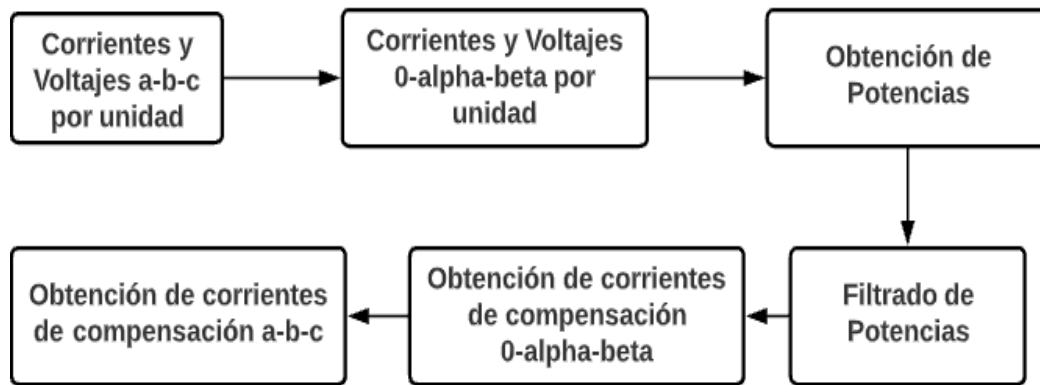 Corrientes y
Voltajes a-b-c
por unidad
Corrientes y Voltajes
0-alpha-beta por
unidad
Obtención de
Potencias
Filtrado de
Potencias
Obtención de corrientes
de compensación
0-alpha-beta
Obtención de corrientes
de compensación a-b-c